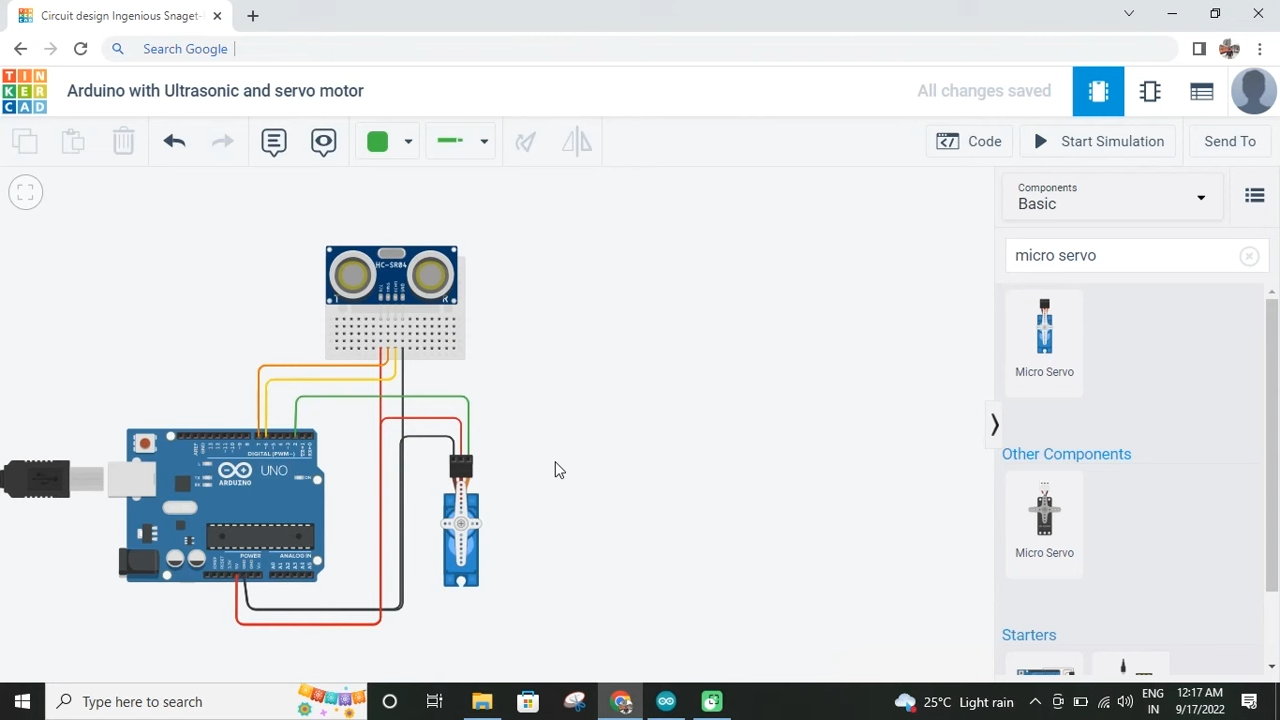 Circuit design Ingenious Snaget-
Search Google
TIN
KER
CAD
Arduino with Ultrasonic and servo motor
All changes saved
Code
Start Simulation
Send To
Components
Basic
micro servo
HC-SR04
T
R
Micro Servo
DIGITAL (PWM~)
UNO
ARDUINO
ON
POWER
ANALOG IN
Other Components
Micro Servo
Starters
Type here to search
25°C Light rain
ENG
IN
12:17 AM
9/17/2022